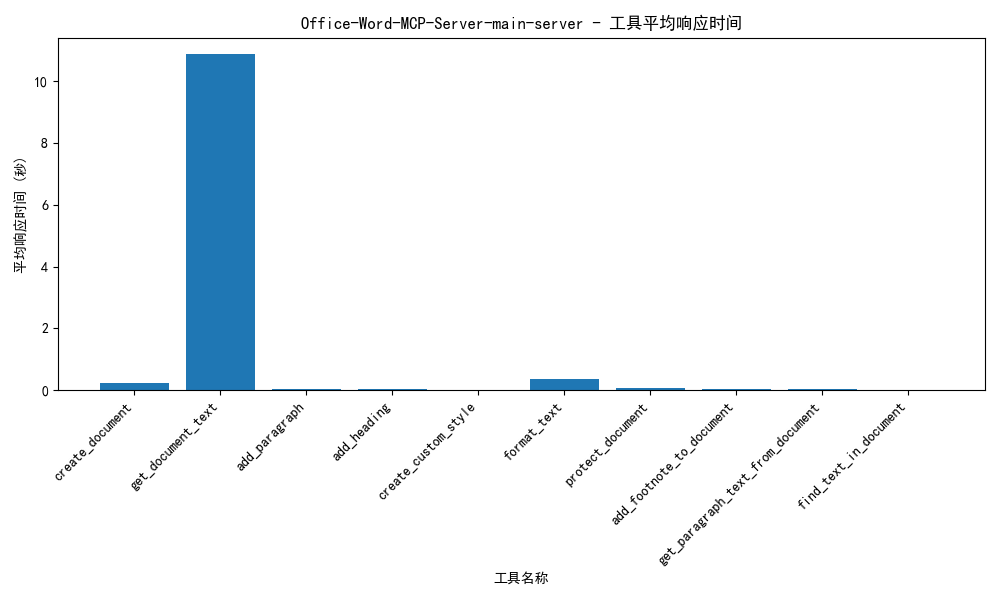 Office-Word-MCP-Server-main-server - 工具平均响应时间
平均响应时间 (秒)
10
8
6
4
2
0
create_document
get_document_text
add_paragraph
add_heading
create_custom_style
format_text
protect_document
add_footnote_to_document
get_paragraph_text_from_document
find_text_in_document
工具名称